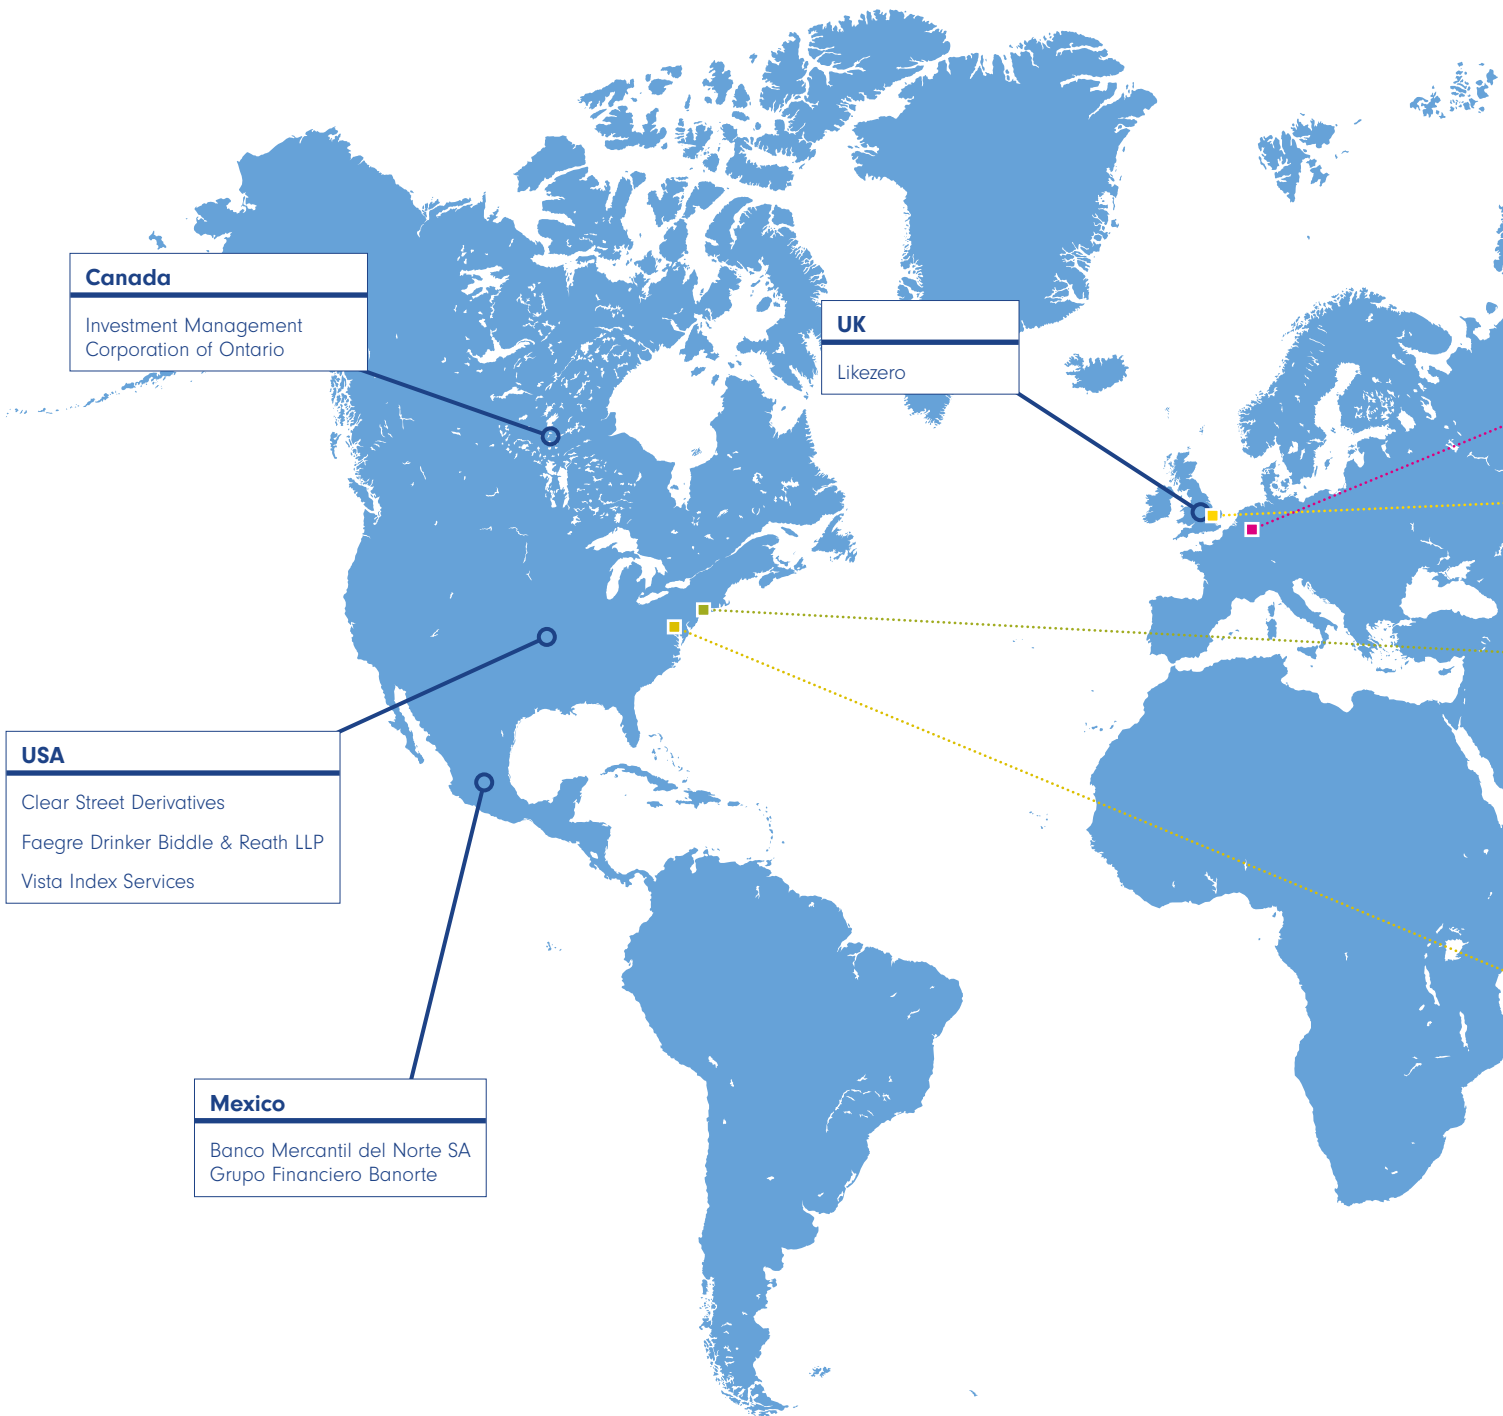 Canada
Investment Management
Corporation of Ontario
UK
Likezero
USA
Clear Street Derivatives
Faegre Drinker Biddle & Reath LLP
Vista Index Services
Mexico
Banco Mercantil del Norte SA
Grupo Financiero Banorte